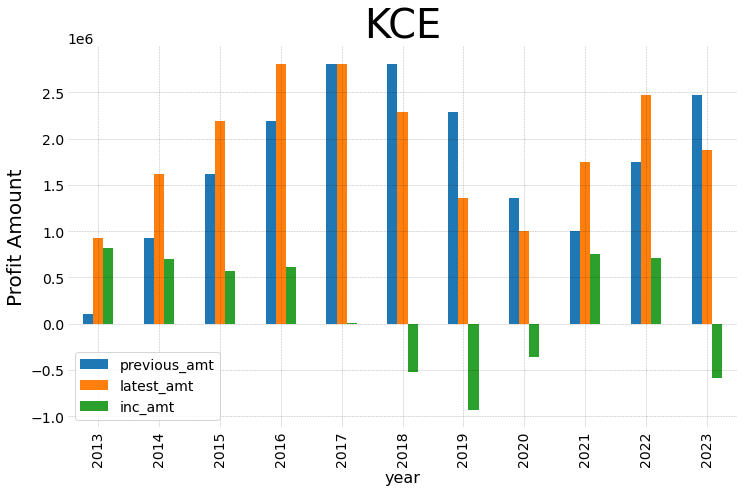 KCE
1e6
2.5
2.0
1.5
1.0
0.5
0.0
−0.5
−1.0
Profit Amount
previous_amt
latest_amt
inc_amt
2013 2014 2015 2016 2017 2018 2019 2020 2021 2022 2023
year